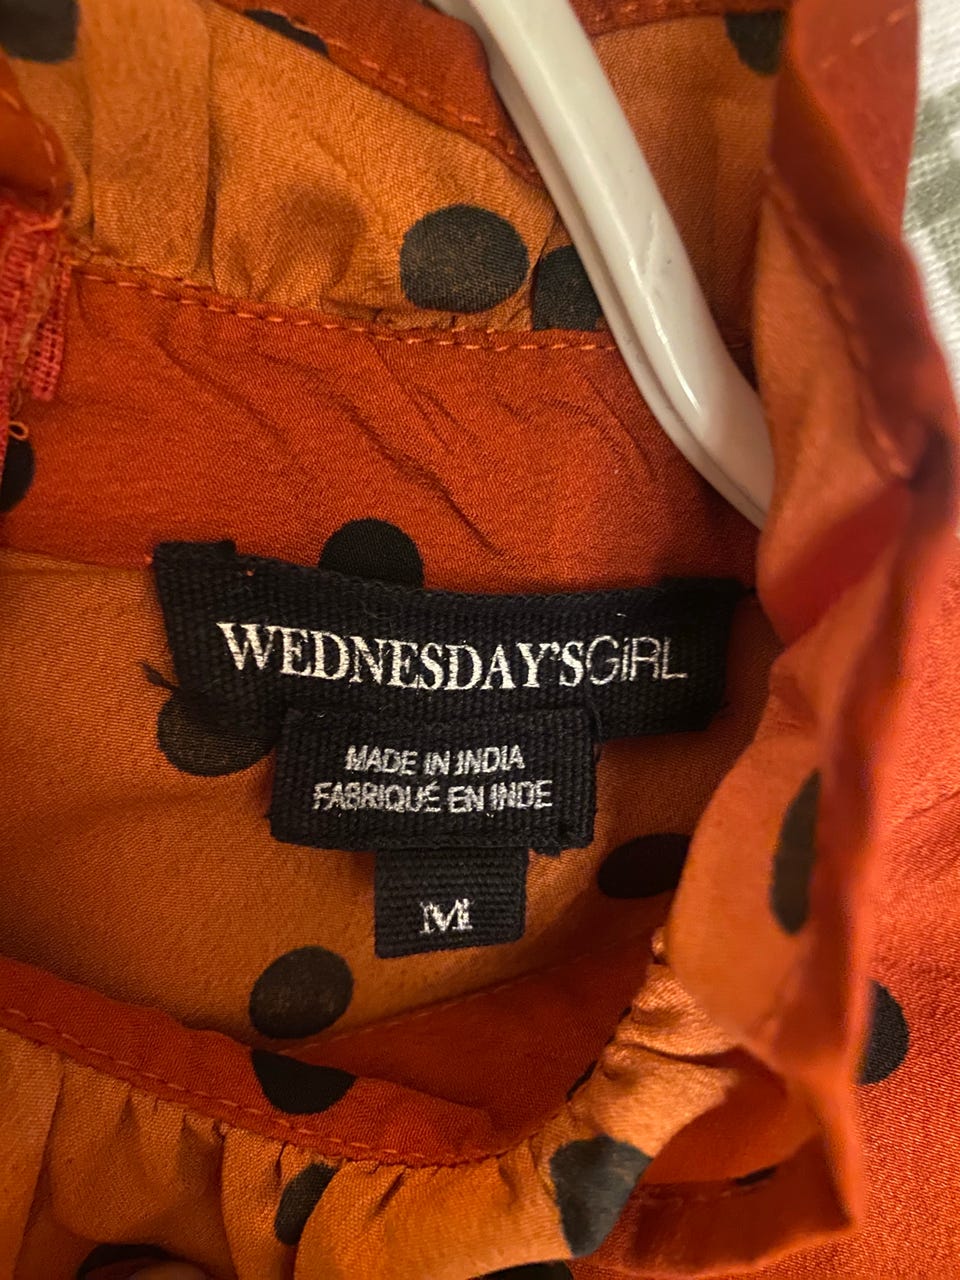 WEDNESDAY'SGiRL
MADE IN INDIA
FABRIQUÉ EN INDE
M